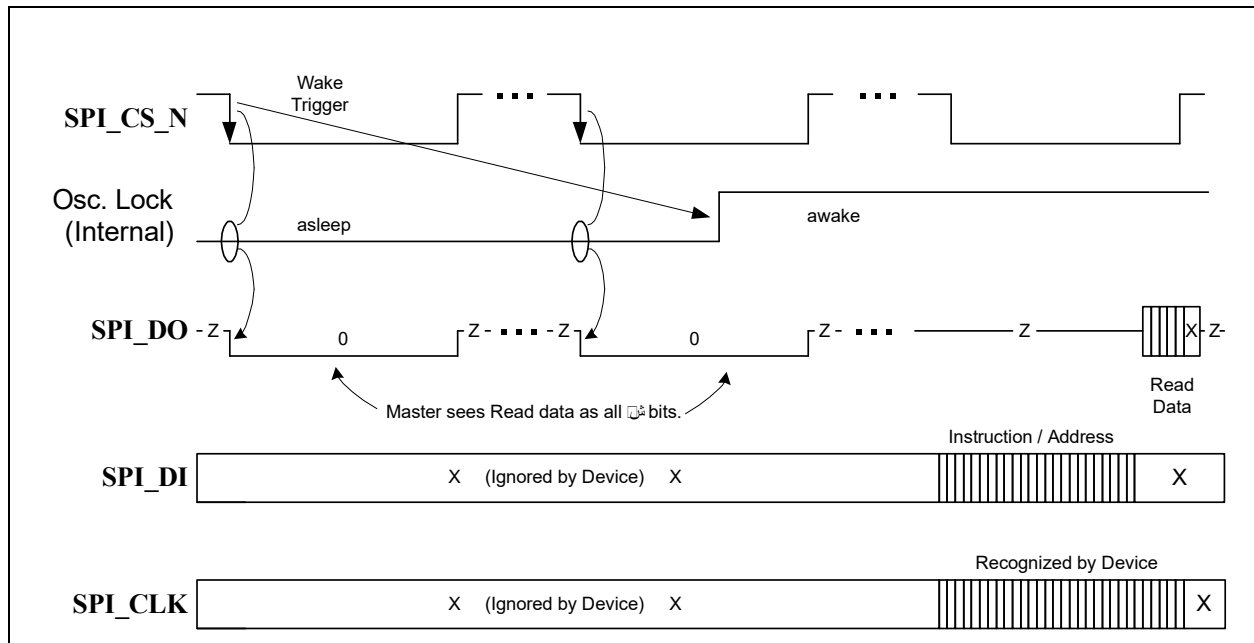 Wake
Trigger
SPI_CS_N
Osc. Lock
(Internal)
asleep
awake
SPI_DO
Z
0
Z
Z
0
Z
Z
X
Z
Master sees Read data as all bits.
Read
Data
Instruction / Address
SPI_DI
X (Ignored by Device) X
X
Recognized by Device
SPI_CLK
X (Ignored by Device) X
X